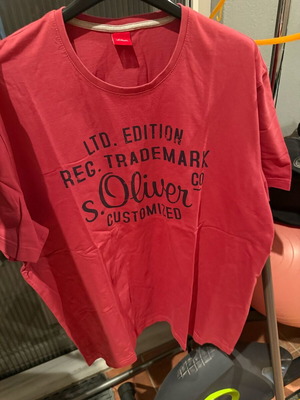 LTD. EDITION
REG. TRADEMARK
s.Oliver CO
CUSTOMIZED